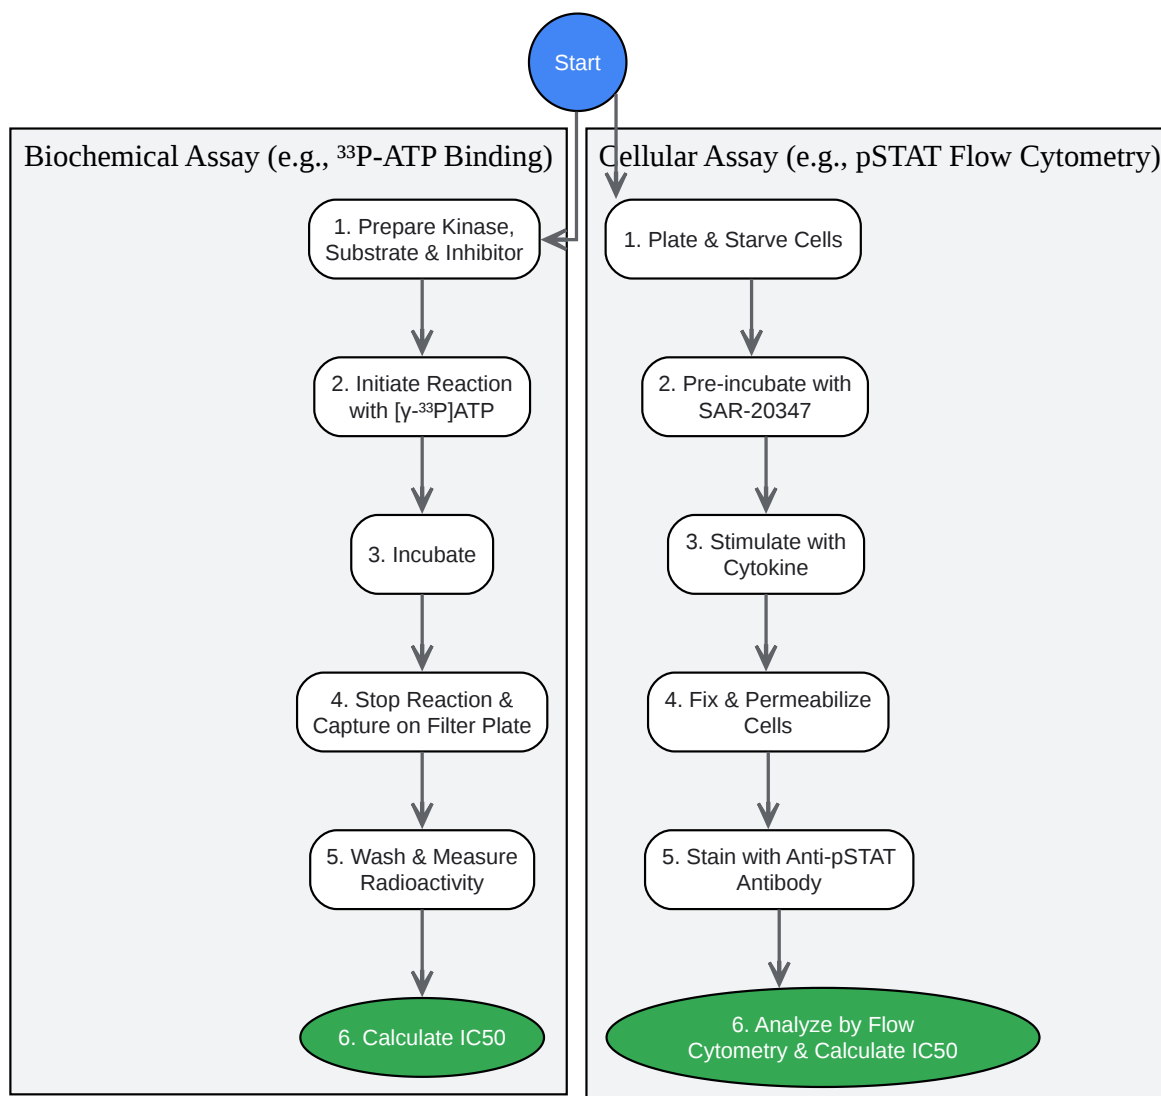 Start
Biochemical Assay (e.g., ³³P-ATP Binding)
1. Prepare Kinase,
Substrate & Inhibitor
2. Initiate Reaction
with [γ-³³P]ATP
3. Incubate
4. Stop Reaction &
Capture on Filter Plate
5. Wash & Measure
Radioactivity
6. Calculate IC50
Cellular Assay (e.g., pSTAT Flow Cytometry)
1. Plate & Starve Cells
2. Pre-incubate with
SAR-20347
3. Stimulate with
Cytokine
4. Fix & Permeabilize
Cells
5. Stain with Anti-pSTAT
Antibody
6. Analyze by Flow
Cytometry & Calculate IC50